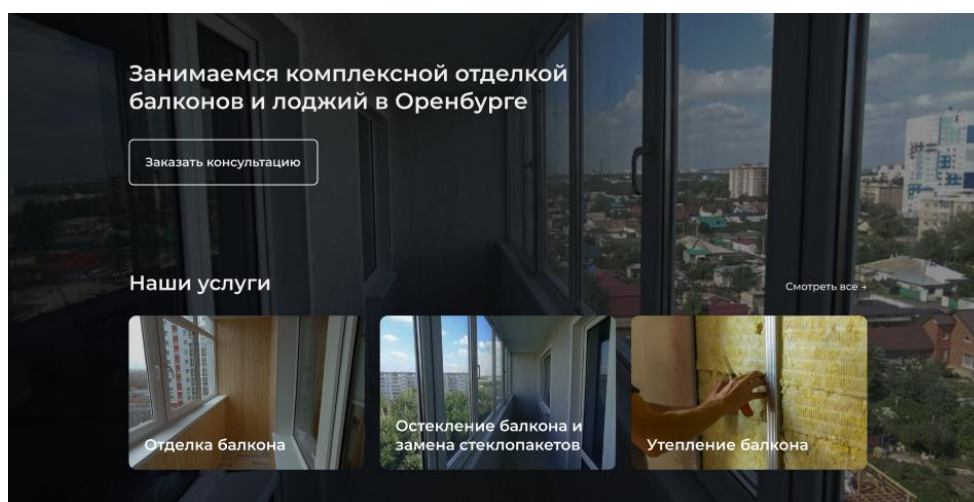 Занимаемся комплексной отделкой
балконов и лоджий в Оренбурге
Заказать консультацию
Наши услуги
Смотреть все →
Отделка балкона
Остекление балкона и
замена стеклопакетов
Утепление балкона